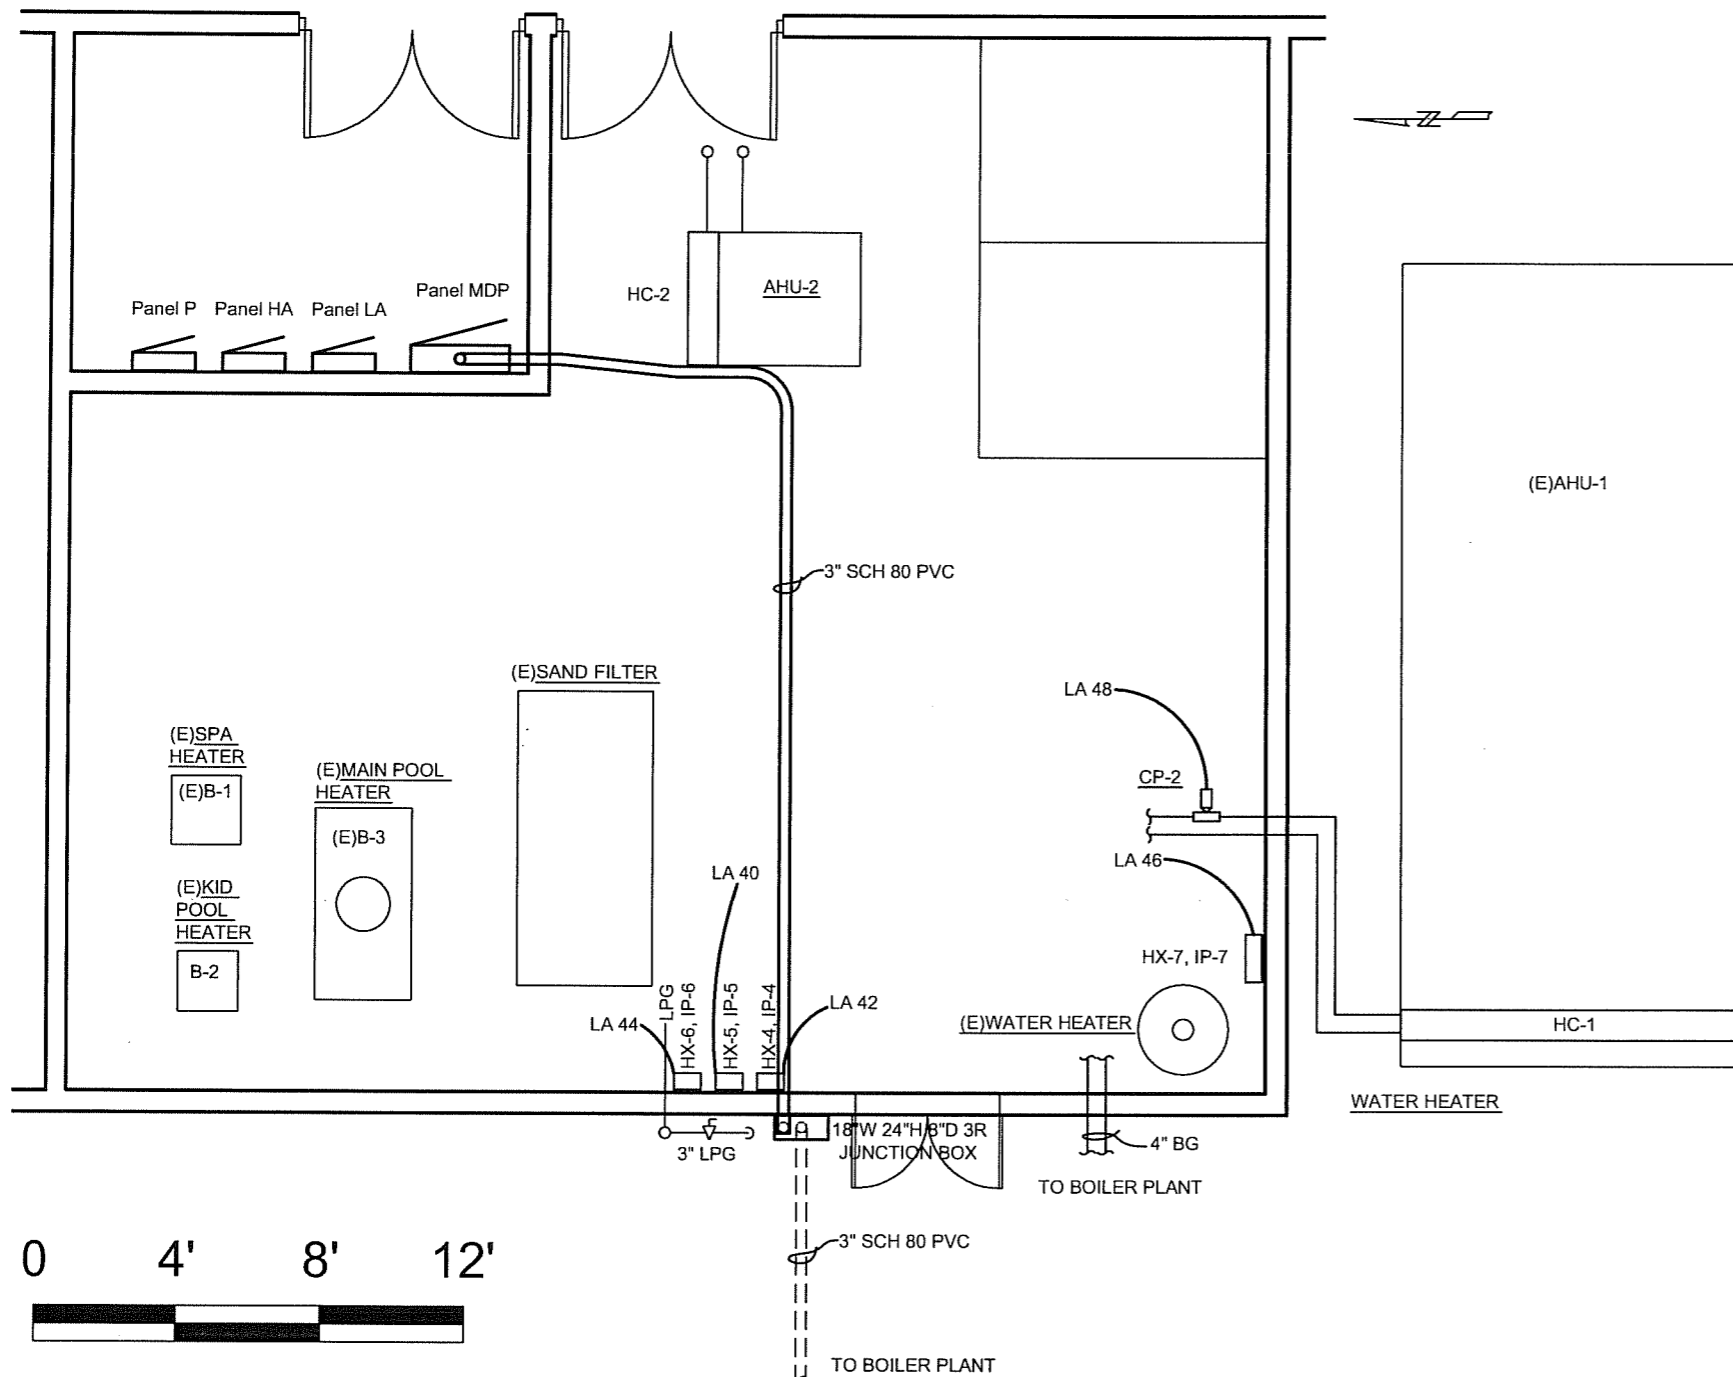 Panel P
Panel HA
Panel LA
Panel MDP
HC-2
AHU-2
(E)AHU-1
3" SCH 80 PVC
(E)SAND FILTER
LA 48
(E)SPA
HEATER
(E)B-1
(E)MAIN POOL
HEATER
(E)B-3
CP-2
LA 46
LA 40
(E)KID
POOL
HEATER
B-2
HX-7, IP-7
LA 44
LPG
HX-6, IP-6
HX-5, IP-5
HX-4, IP-4
LA 42
(E)WATER HEATER
HC-1
WATER HEATER
3" LPG
18"W 24"H 8"D 3R
JUNCTION BOX
4" BG
TO BOILER PLANT
3" SCH 80 PVC
0 4' 8' 12'
TO BOILER PLANT
N